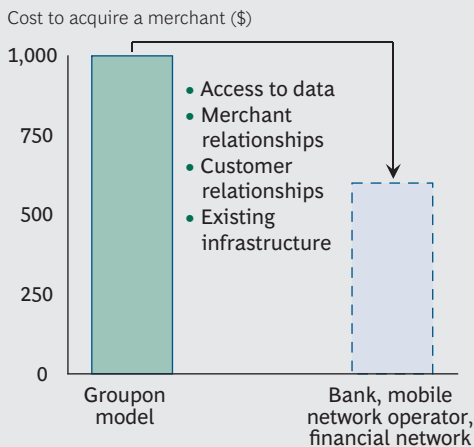 Cost to acquire a merchant ($)
1,000
750
500
250
0
• Access to data
• Merchant
relationships
• Customer
relationships
• Existing
infrastructure
Groupon
model
Bank, mobile
network operator,
financial network